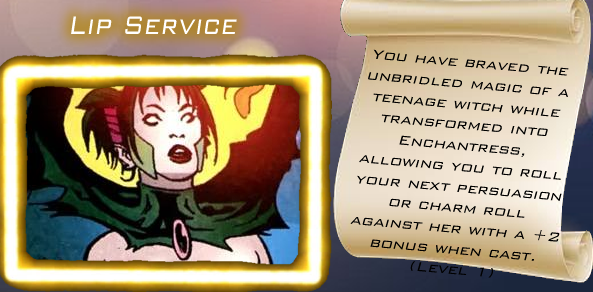 Lip Service
You have braved the
unbridled magic of a
teenage witch while
transformed into
Enchantress,
allowing you to roll
your next persuasion
or charm roll
against her with a +2
bonus when cast.
(Level 1)